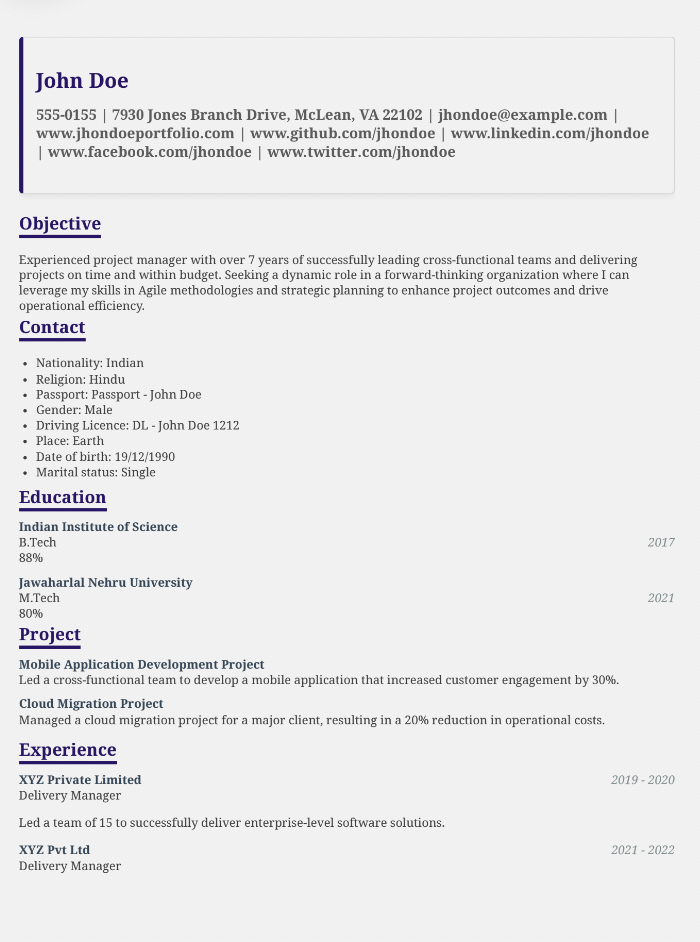 John Doe
555-0155 | 7930 Jones Branch Drive, McLean, VA 22102 | jhondoe@example.com |
www.jhondoeportfolio.com | www.github.com/jhondoe | www.linkedin.com/jhondoe
| www.facebook.com/jhondoe | www.twitter.com/jhondoe
Objective
Experienced project manager with over 7 years of successfully leading cross-functional teams and delivering
projects on time and within budget. Seeking a dynamic role in a forward-thinking organization where I can
leverage my skills in Agile methodologies and strategic planning to enhance project outcomes and drive
operational efficiency.
Contact
• Nationality: Indian
• Religion: Hindu
• Passport: Passport - John Doe
• Gender: Male
• Driving Licence: DL - John Doe 1212
• Place: Earth
• Date of birth: 19/12/1990
• Marital status: Single
Education
Indian Institute of Science
B.Tech 2017
88%
Jawaharlal Nehru University
M.Tech 2021
80%
Project
Mobile Application Development Project
Led a cross-functional team to develop a mobile application that increased customer engagement by 30%.
Cloud Migration Project
Managed a cloud migration project for a major client, resulting in a 20% reduction in operational costs.
Experience
XYZ Private Limited 2019 - 2020
Delivery Manager
Led a team of 15 to successfully deliver enterprise-level software solutions.
XYZ Pvt Ltd 2021 - 2022
Delivery Manager